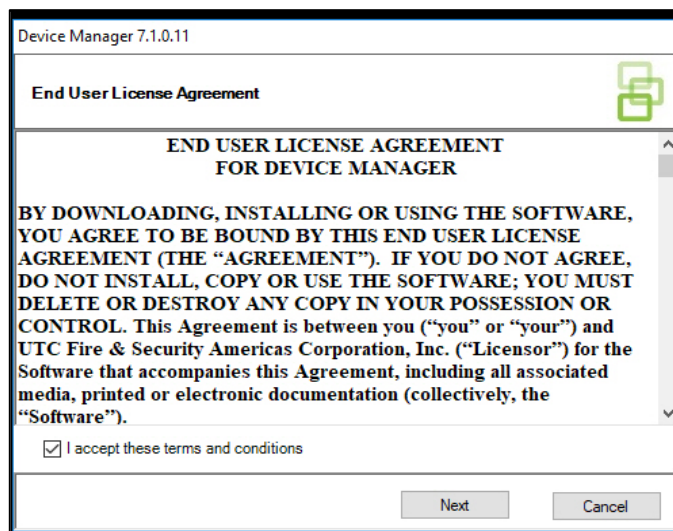 Device Manager 7.1.0.11
End User License Agreement
END USER LICENSE AGREEMENT
FOR DEVICE MANAGER
BY DOWNLOADING, INSTALLING OR USING THE SOFTWARE,
YOU AGREE TO BE BOUND BY THIS END USER LICENSE
AGREEMENT (THE “AGREEMENT”).  IF YOU DO NOT AGREE,
DO NOT INSTALL, COPY OR USE THE SOFTWARE; YOU MUST
DELETE OR DESTROY ANY COPY IN YOUR POSSESSION OR
CONTROL. This Agreement is between you (“you” or “your”) and
UTC Fire & Security Americas Corporation, Inc. (“Licensor”) for the
Software that accompanies this Agreement, including all associated
media, printed or electronic documentation (collectively, the
“Software”).
I accept these terms and conditions
Next
Cancel